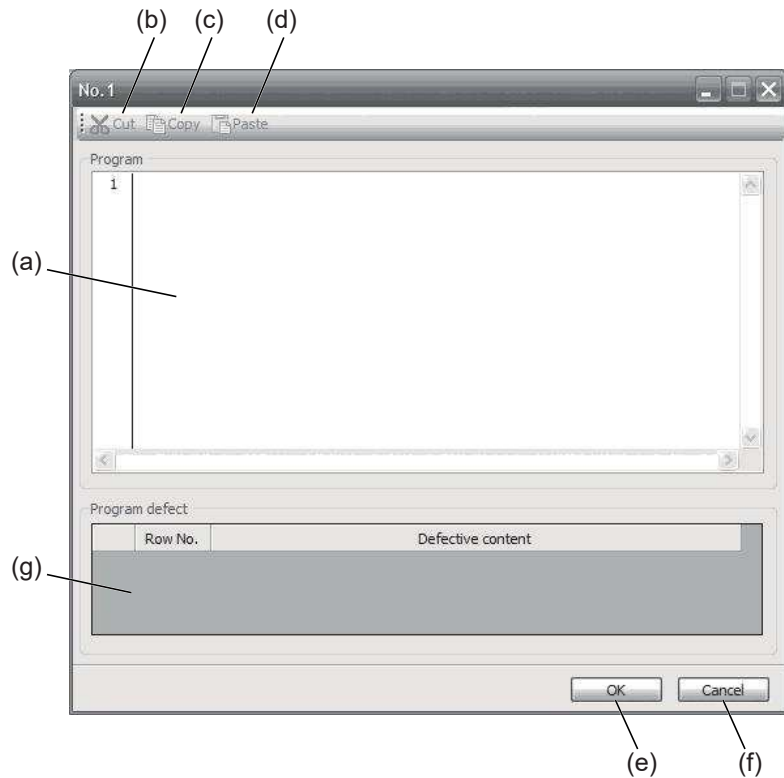 (b) (c) (d)
No.1
Cut Copy Paste
Program
1
(a)
Program defect
Row No. Defective content
(g)
OK Cancel
(e) (f)